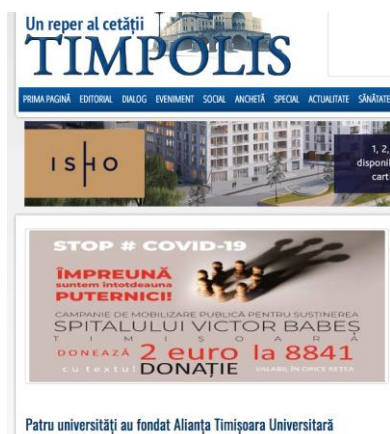 Un reper al cetății
TIMPOLIS
PRIMA PAGINĂ EDITORIAL DIALOG EVENIMENT SOCIAL ANCHETĂ SPECIAL ACTUALITATE SĂNĂTATE
ISHO
1, 2,
disponil
cart
STOP # COVID-19
ÎMPREUNĂ
suntem întotdeauna
PUTERNICI!
CAMPANIE DE MOBILIZARE PUBLICĂ PENTRU SUSȚINEREA
SPITALULUI VICTOR BABEȘ
TIMIȘOARA
DONEAZĂ 2 euro la 8841
cu textul DONAȚIE VALABIL ÎN ORICE REȚEA
Patru universități au fondat Alianța Timișoara Universitară